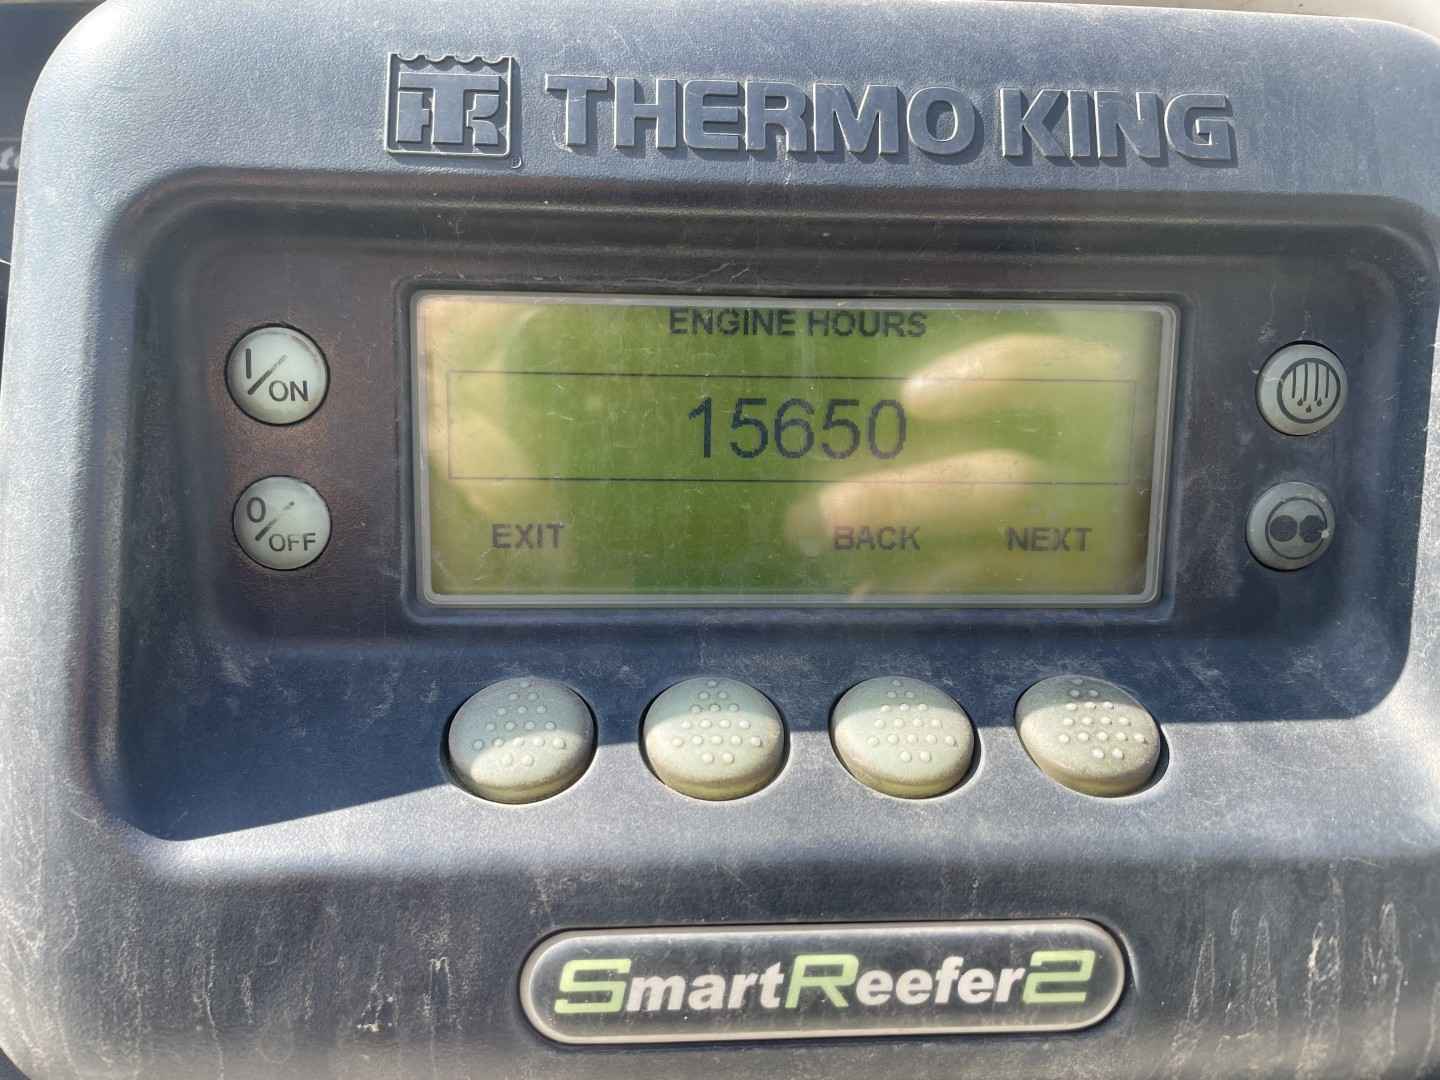 THERMO KING
ENGINE HOURS
15650
EXIT BACK NEXT
I/ON
0/OFF
SmartReefer2